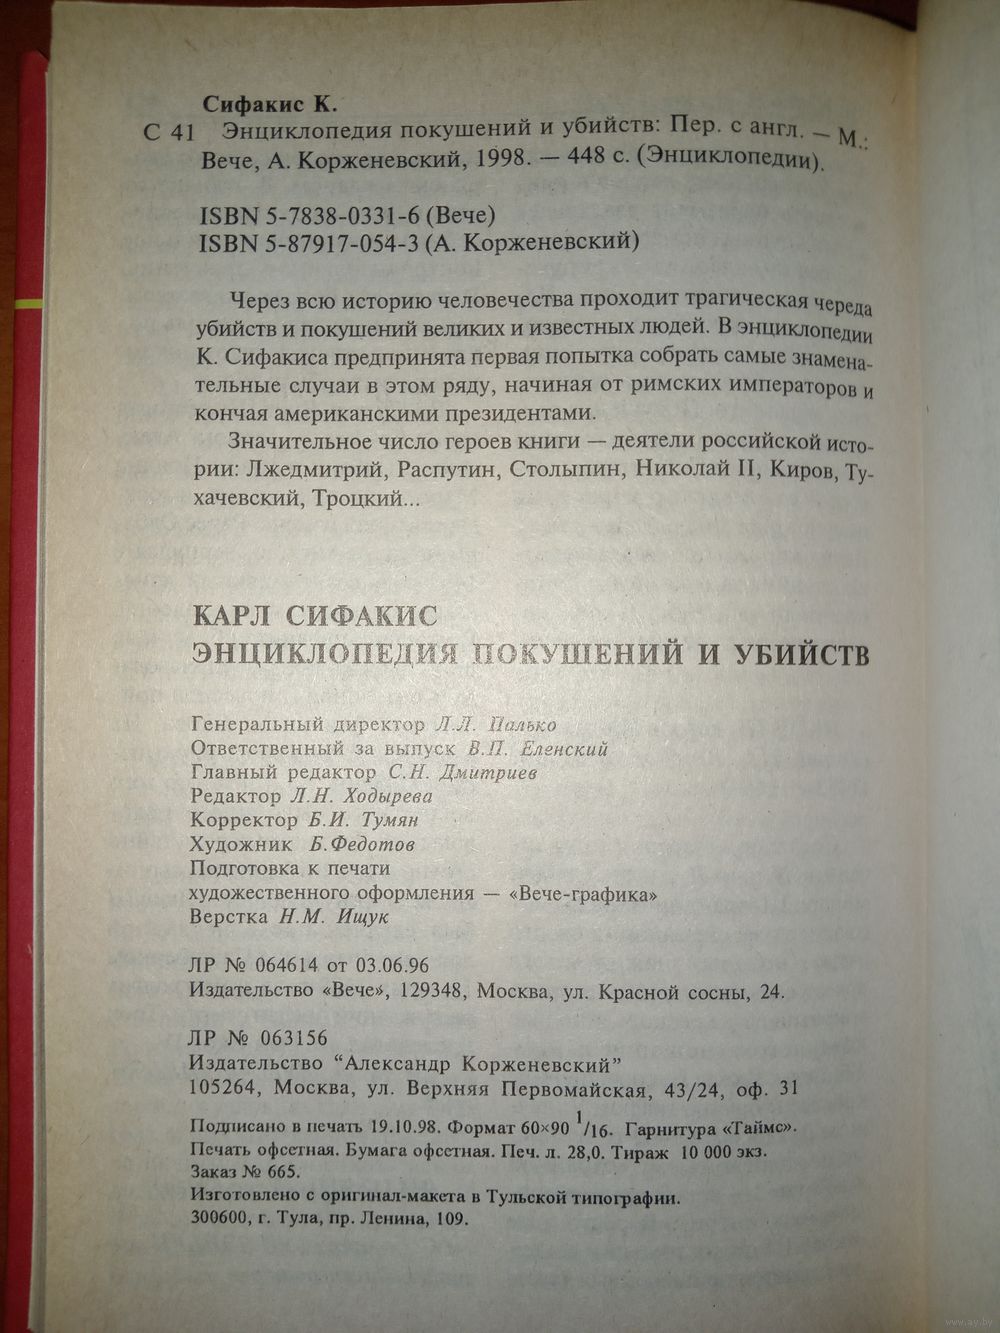 Сифакис К.
С 41 Энциклопедия покушений и убийств: Пер. с англ. — М.:
Вече, А. Корженевский, 1998. — 448 с. (Энциклопедии).
ISBN 5-7838-0331-6 (Вече)
ISBN 5-87917-054-3 (А. Корженевский)
Через всю историю человечества проходит трагическая череда
убийств и покушений великих и известных людей. В энциклопедии
К. Сифакиса предпринята первая попытка собрать самые знамена-
тельные случаи в этом ряду, начиная от римских императоров и
кончая американскими президентами.
Значительное число героев книги — деятели российской исто-
рии: Лжедмитрий, Распутин, Столыпин, Николай II, Киров, Ту-
хачевский, Троцкий...
КАРЛ СИФАКИС
ЭНЦИКЛОПЕДИЯ ПОКУШЕНИЙ И УБИЙСТВ
Генеральный директор Л.Л. Палько
Ответственный за выпуск В.П. Еленский
Главный редактор С.Н. Дмитриев
Редактор Л.Н. Ходырева
Корректор Б.И. Тумян
Художник Б.Федотов
Подготовка к печати
художественного оформления — «Вече-графика»
Верстка Н.М. Ищук
ЛР № 064614 от 03.06.96
Издательство «Вече», 129348, Москва, ул. Красной сосны, 24.
ЛР № 063156
Издательство “Александр Корженевский”
105264, Москва, ул. Верхняя Первомайская, 43/24, оф. 31
Подписано в печать 19.10.98. Формат 60×90 1/16. Гарнитура «Таймс».
Печать офсетная. Бумага офсетная. Печ. л. 28,0. Тираж 10 000 экз.
Заказ № 665.
Изготовлено с оригинал-макета в Тульской типографии.
300600, г. Тула, пр. Ленина, 109.
www.ay.by